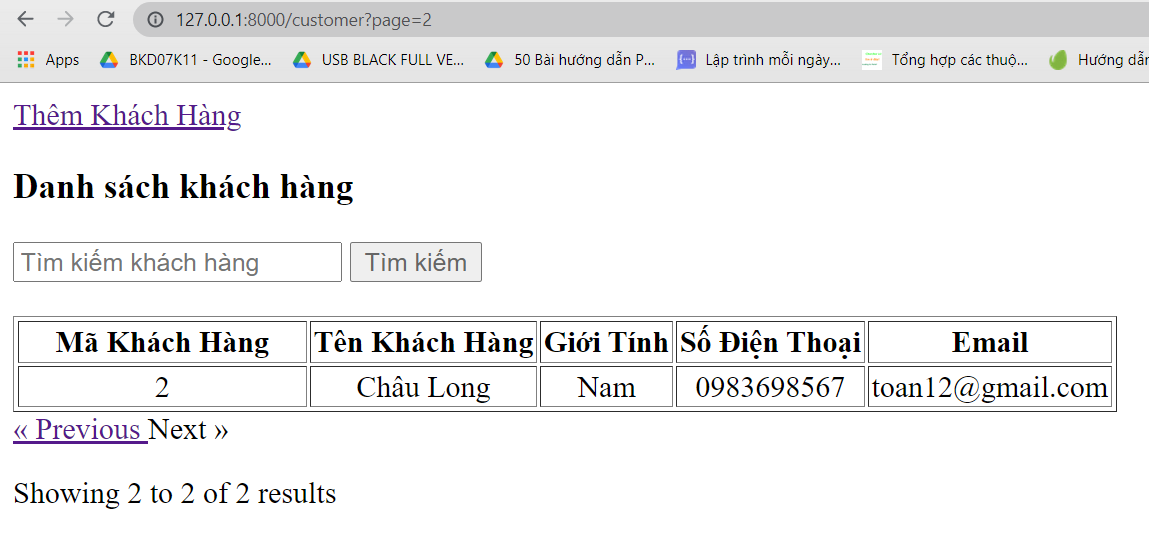 127.0.0.1:8000/customer?page=2
Apps BKD07K11 - Google... USB BLACK FULL VE... 50 Bài hướng dẫn P... Lập trình mỗi ngày... Tổng hợp các thuộ... Hướng dẫn
Thêm Khách Hàng
Danh sách khách hàng
Tìm kiếm khách hàng Tìm kiếm
Mã Khách Hàng Tên Khách Hàng Giới Tính Số Điện Thoại Email
2 Châu Long Nam 0983698567 toan12@gmail.com
« Previous Next »
Showing 2 to 2 of 2 results